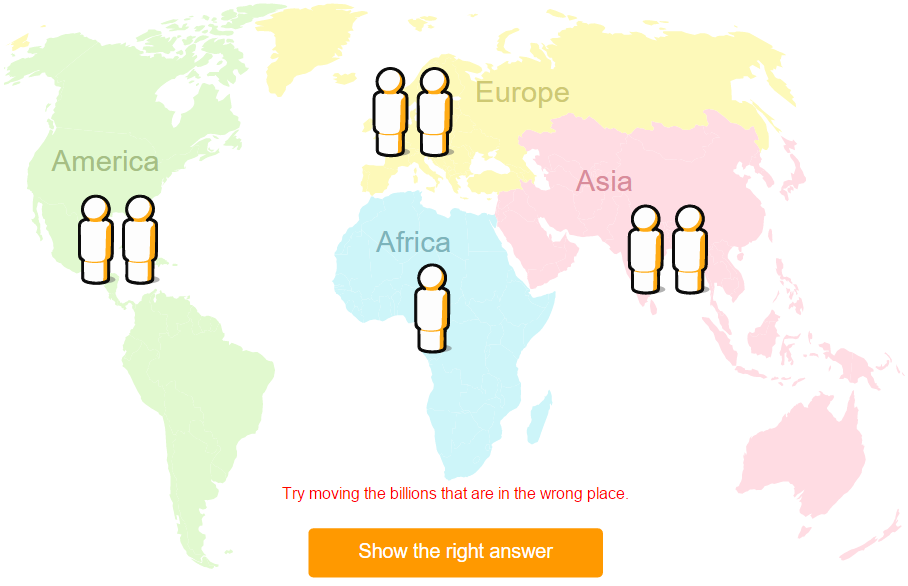 Europe
America
Asia
Africa
Try moving the billions that are in the wrong place.
Show the right answer